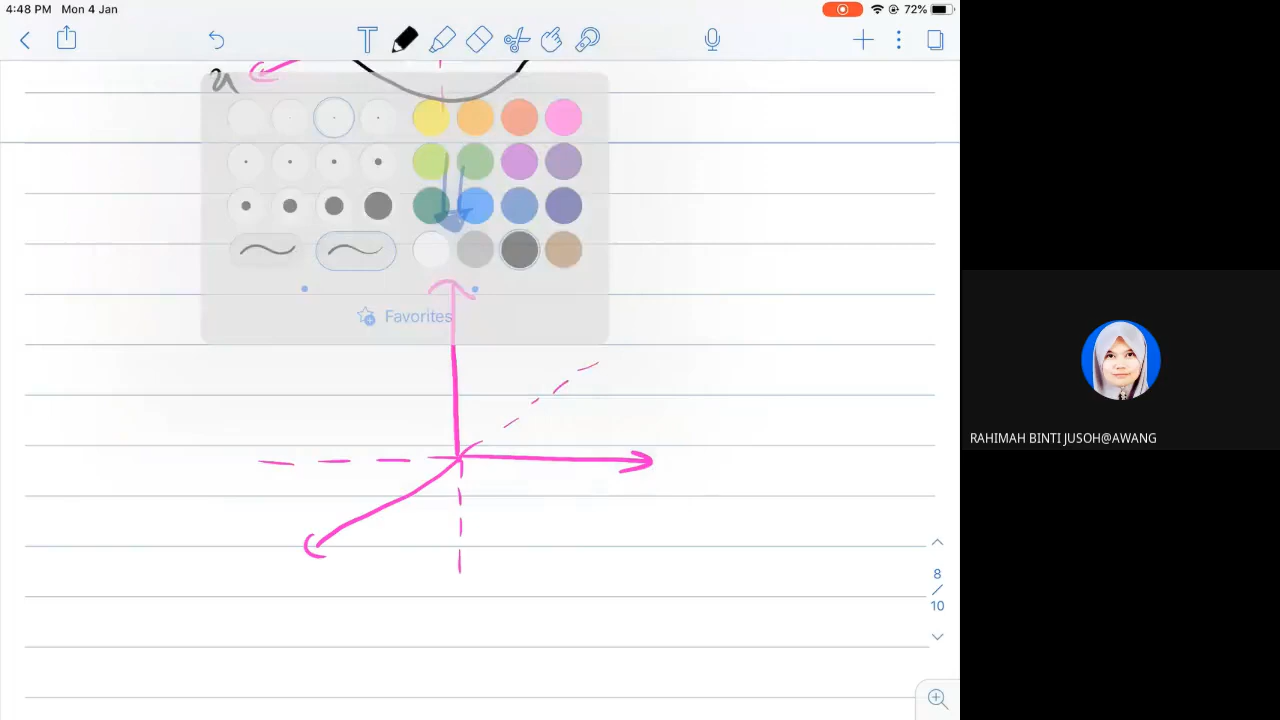 4:48 PM Mon 4 Jan
72%
Favorites
8
10
RAHIMAH BINTI JUSOH@AWANG